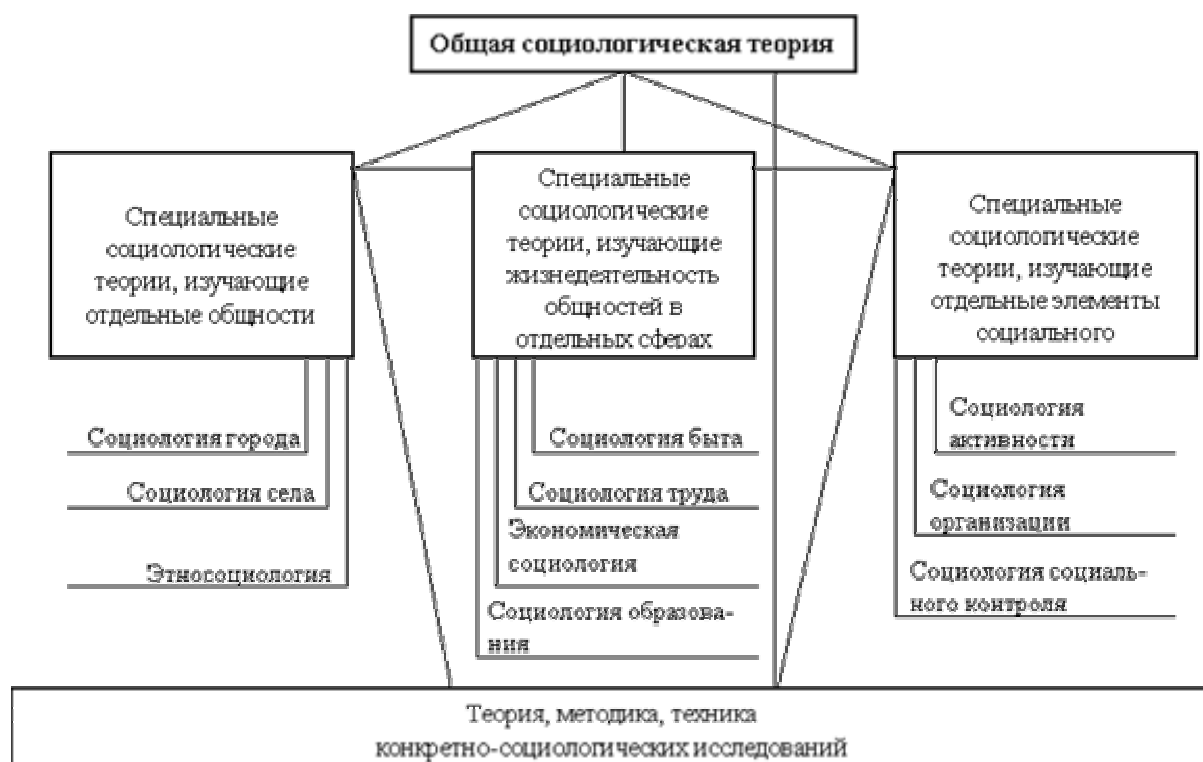 Общая социологическая теория
Специальные
социологические
теории, изучающие
отдельные общности
Социология города
Социология села
Этносоциология
Специальные
социологические
теории, изучающие
жизнедеятельность
общностей в
отдельных сферах
Социология быта
Социология труда
Экономическая
социология
Социология образова-
ния
Специальные
социологические
теории, изучающие
отдельные элементы
социального
Социология
активности
Социология
организации
Социология социаль-
ного контроля
Теория, методика, техника
конкретно-социологических исследований